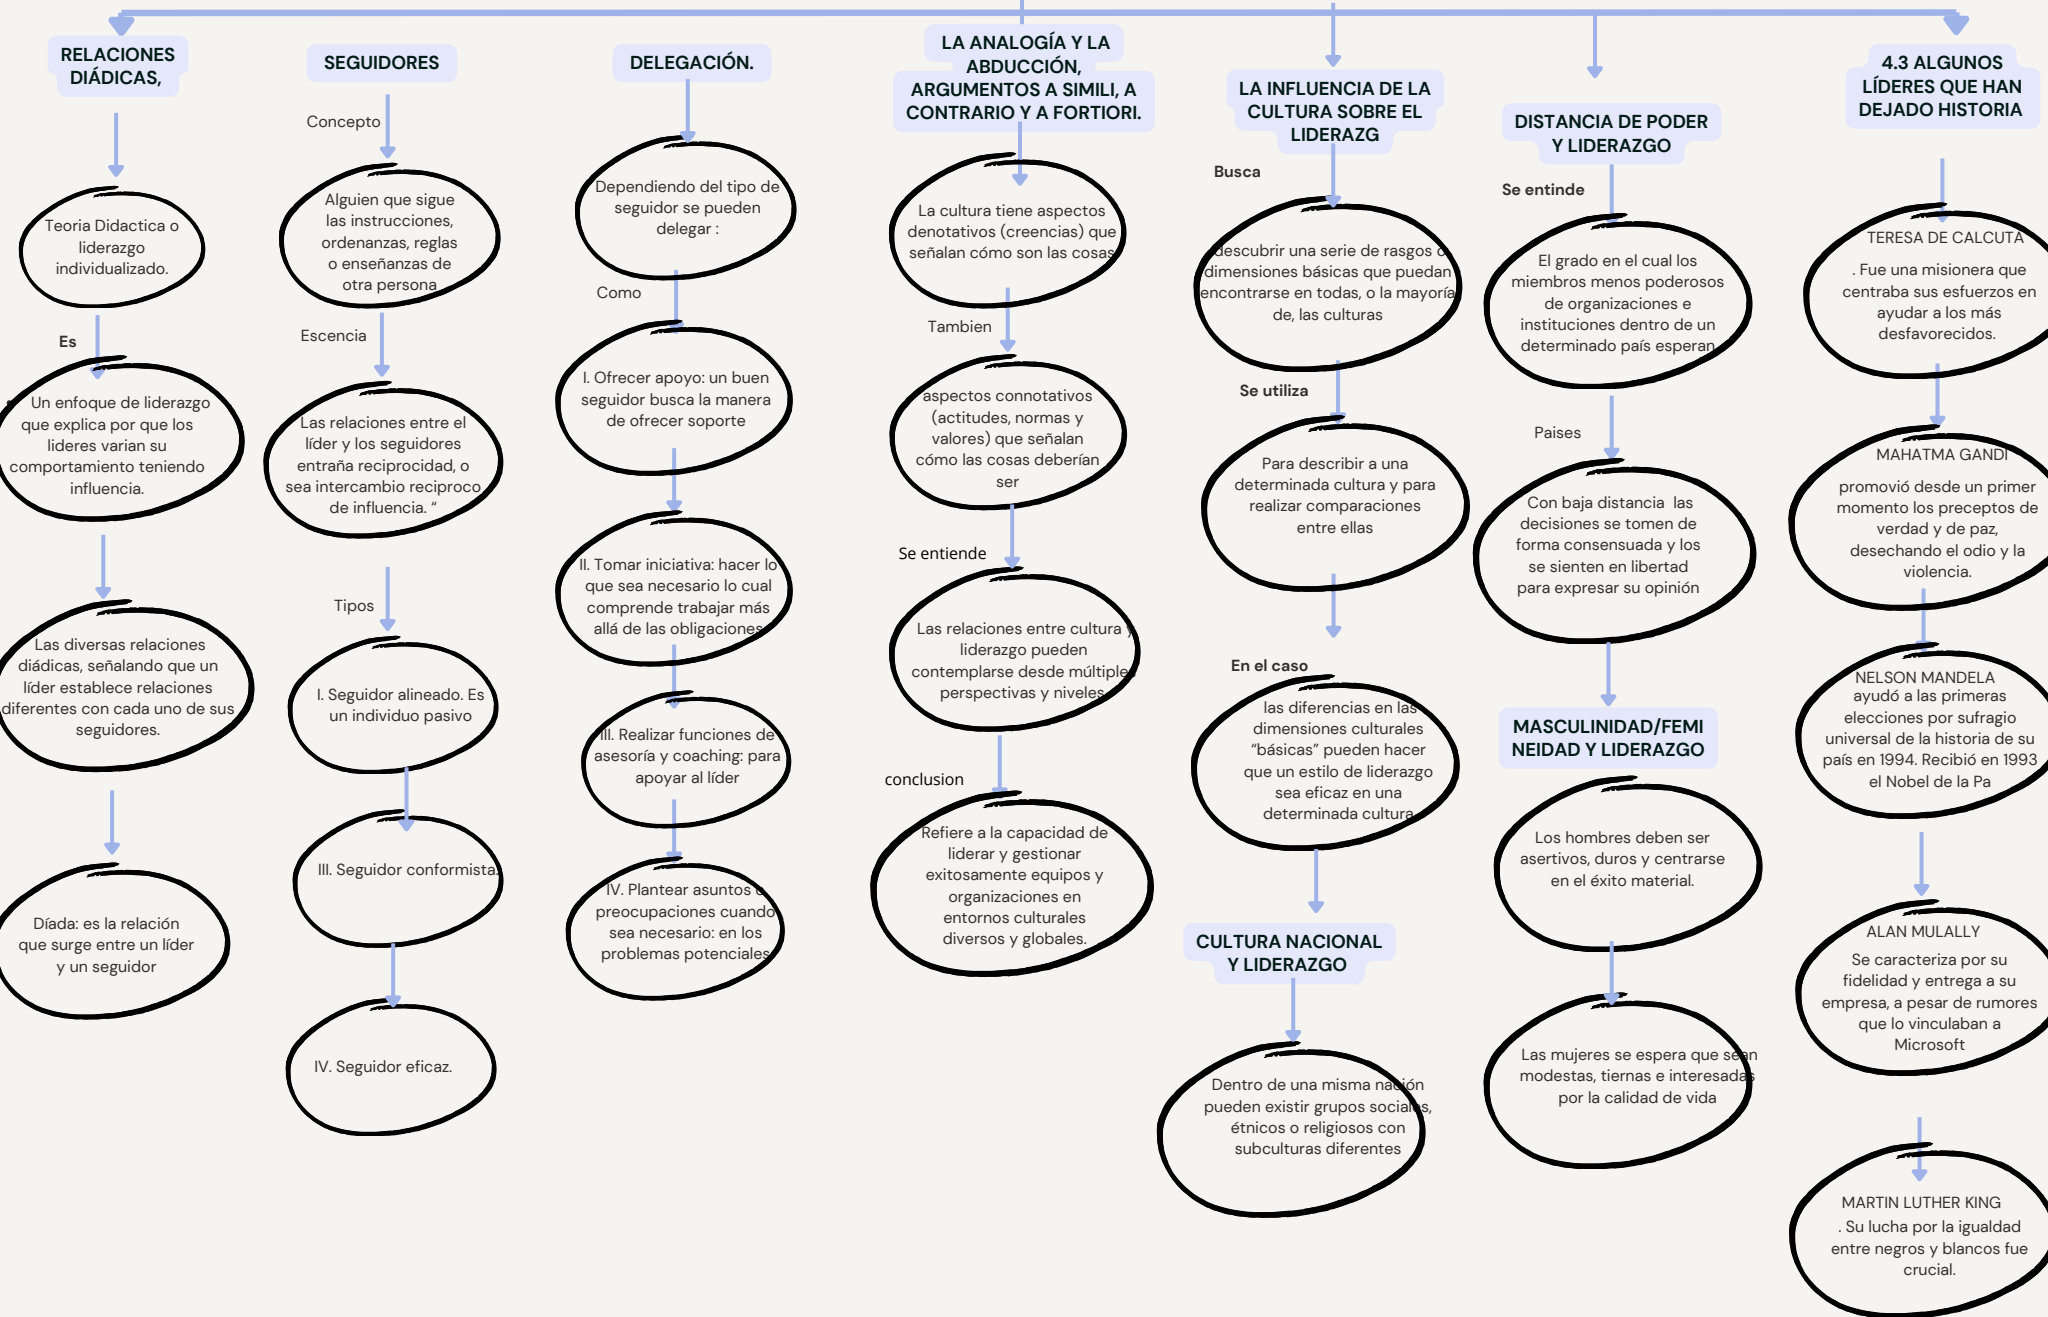 RELACIONES
DIÁDICAS,
Teoria Didactica o
liderazgo
individualizado.
Es
Un enfoque de liderazgo
que explica por que los
lideres varian su
comportamiento teniendo
influencia.
Las diversas relaciones
diádicas, señalando que un
líder establece relaciones
diferentes con cada uno de sus
seguidores.
Díada: es la relación
que surge entre un líder
y un seguidor
SEGUIDORES
Concepto
Alguien que sigue
las instrucciones,
ordenanzas, reglas
o enseñanzas de
otra persona
Escencia
Las relaciones entre el
líder y los seguidores
entraña reciprocidad, o
sea intercambio reciproco
de influencia. “
Tipos
I. Seguidor alineado. Es
un individuo pasivo
III. Seguidor conformista.
IV. Seguidor eficaz.
DELEGACIÓN.
Dependiendo del tipo de
seguidor se pueden
delegar :
Como
I. Ofrecer apoyo: un buen
seguidor busca la manera
de ofrecer soporte
II. Tomar iniciativa: hacer lo
que sea necesario lo cual
comprende trabajar más
allá de las obligaciones
III. Realizar funciones de
asesoría y coaching: para
apoyar al líder
IV. Plantear asuntos o
preocupaciones cuando
sea necesario: en los
problemas potenciales
LA ANALOGÍA Y LA
ABDUCCIÓN,
ARGUMENTOS A SIMILI, A
CONTRARIO Y A FORTIORI.
La cultura tiene aspectos
denotativos (creencias) que
señalan cómo son las cosas
Tambien
aspectos connotativos
(actitudes, normas y
valores) que señalan
cómo las cosas deberían
ser
Se entiende
Las relaciones entre cultura y
liderazgo pueden
contemplarse desde múltiples
perspectivas y niveles
conclusion
Refiere a la capacidad de
liderar y gestionar
exitosamente equipos y
organizaciones en
entornos culturales
diversos y globales.
LA INFLUENCIA DE LA
CULTURA SOBRE EL
LIDERAZG
Busca
descubrir una serie de rasgos o
dimensiones básicas que puedan
encontrarse en todas, o la mayoría
de, las culturas
Se utiliza
Para describir a una
determinada cultura y para
realizar comparaciones
entre ellas
En el caso
las diferencias en las
dimensiones culturales
“básicas” pueden hacer
que un estilo de liderazgo
sea eficaz en una
determinada cultura
CULTURA NACIONAL
Y LIDERAZGO
Dentro de una misma nación
pueden existir grupos sociales,
étnicos o religiosos con
subculturas diferentes
DISTANCIA DE PODER
Y LIDERAZGO
Se entinde
El grado en el cual los
miembros menos poderosos
de organizaciones e
instituciones dentro de un
determinado país esperan
Paises
Con baja distancia las
decisiones se tomen de
forma consensuada y los
se sienten en libertad
para expresar su opinión
MASCULINIDAD/FEMI
NEIDAD Y LIDERAZGO
Los hombres deben ser
asertivos, duros y centrarse
en el éxito material.
Las mujeres se espera que sean
modestas, tiernas e interesadas
por la calidad de vida
4.3 ALGUNOS
LÍDERES QUE HAN
DEJADO HISTORIA
TERESA DE CALCUTA
. Fue una misionera que
centraba sus esfuerzos en
ayudar a los más
desfavorecidos.
MAHATMA GANDI
promovió desde un primer
momento los preceptos de
verdad y de paz,
desechando el odio y la
violencia.
NELSON MANDELA
ayudó a las primeras
elecciones por sufragio
universal de la historia de su
país en 1994. Recibió en 1993
el Nobel de la Pa
ALAN MULALLY
Se caracteriza por su
fidelidad y entrega a su
empresa, a pesar de rumores
que lo vinculaban a
Microsoft
MARTIN LUTHER KING
. Su lucha por la igualdad
entre negros y blancos fue
crucial.